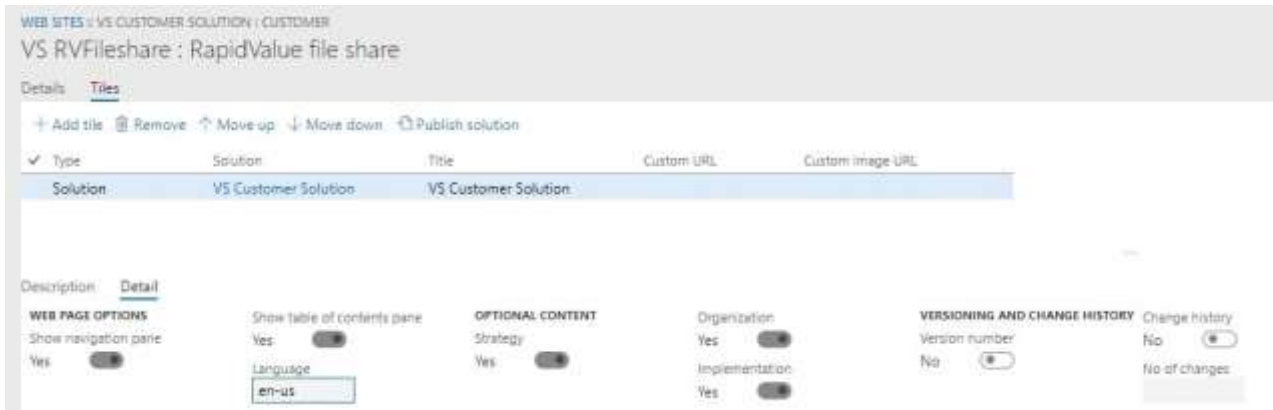 WEB SITES : VS CUSTOMER SOLUTION : CUSTOMER
VS RVFileshare : RapidValue file share
Details Tiles
Add tile Remove Move up Move down Publish solution
Type Solution Title Custom URL Custom image URL
Solution VS Customer Solution VS Customer Solution
Description Detail
WEB PAGE OPTIONS Show table of contents pane OPTIONAL CONTENT Organization VERSIONING AND CHANGE HISTORY Change history
Show navigation pane Yes Strategy Yes Version number No
Yes Language Yes Implementation No No of changes
en-us Yes